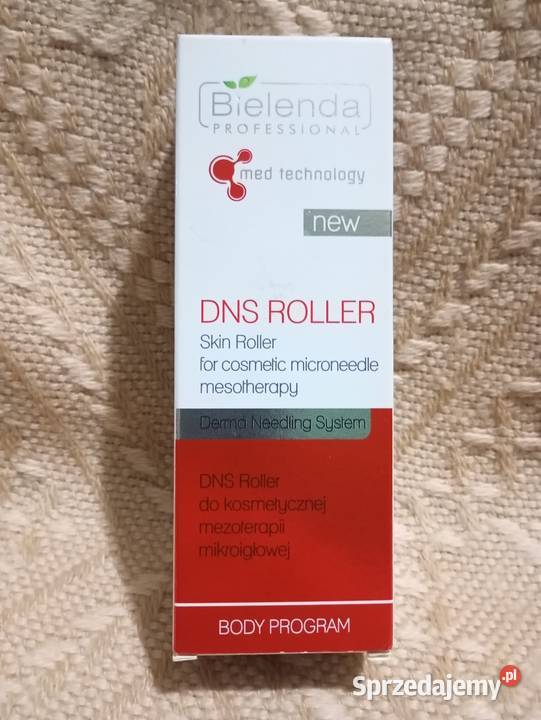 Bielenda
PROFESSIONAL
med technology
new
DNS ROLLER
Skin Roller
for cosmetic microneedle
mesotherapy
Derma Needling System
DNS Roller
do kosmetycznej
mezoterapii
mikroigłowej
BODY PROGRAM
Sprzedajemy.pl